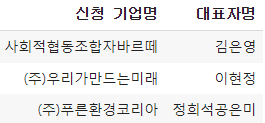 신청 기업명 대표자명
사회적협동조합자바르떼 김은영
(주)우리가만드는미래 이현정
(주)푸른환경코리아 정희석공은미